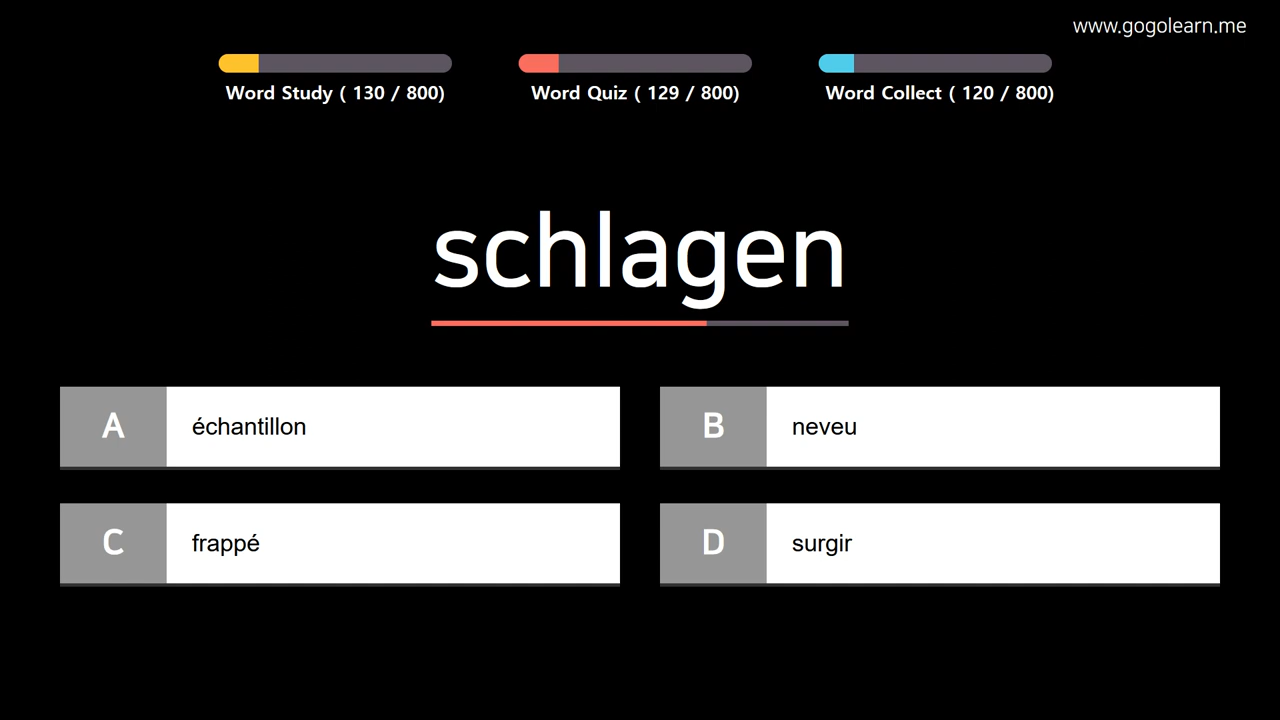 www.gogolearn.me
Word Study ( 130 / 800)
Word Quiz ( 129 / 800)
Word Collect ( 120 / 800)
schlagen
A échantillon
B neveu
C frappé
D surgir